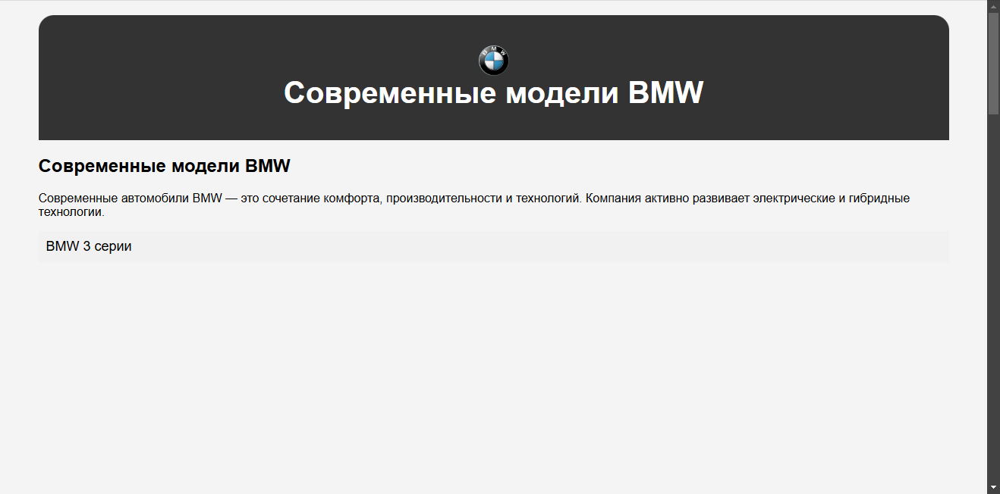 BMW
Современные модели BMW
Современные модели BMW
Современные автомобили BMW — это сочетание комфорта, производительности и технологий. Компания активно развивает электрические и гибридные
технологии.
BMW 3 серии